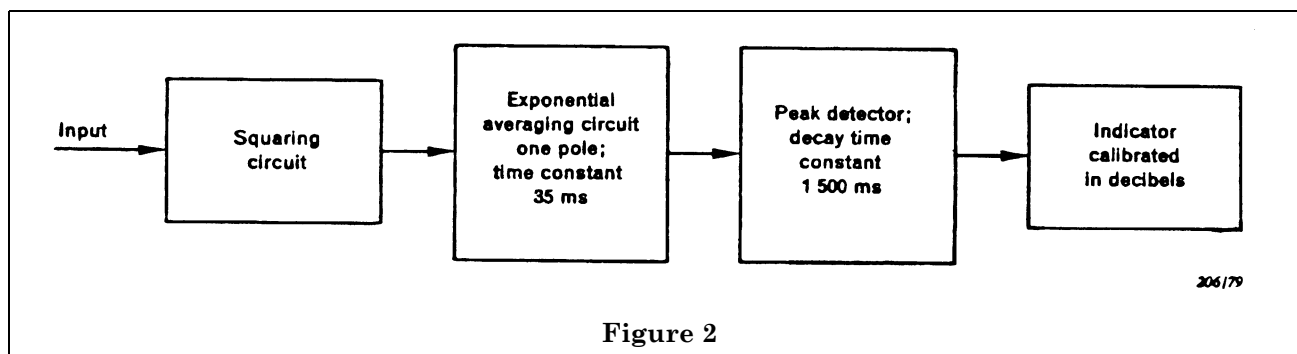 Input
Squaring
circuit
Exponential
averaging circuit
one pole;
time constant
35 ms
Peak detector;
decay time
constant
1 500 ms
Indicator
calibrated
in decibels
206/79
Figure 2